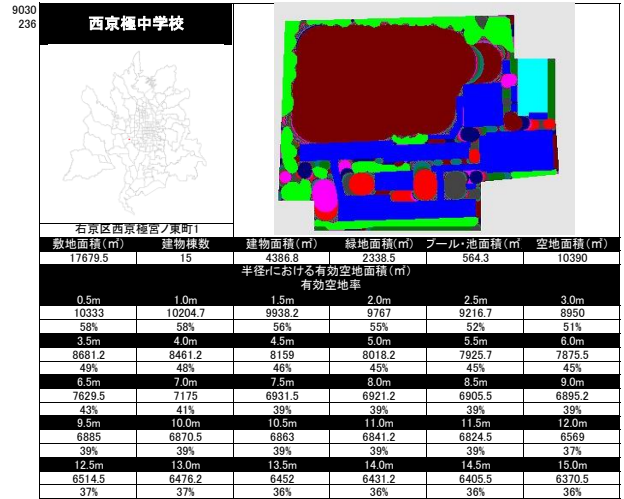 9030
236
西京極中学校
右京区西京極宮ノ東町1
敷地面積(㎡) 建物棟数 建物面積(㎡) 緑地面積(㎡) プール・池面積(㎡ 空地面積(㎡)
17679.5 15 4386.8 2338.5 564.3 10390
半径rにおける有効空地面積(㎡)
有効空地率
0.5m 1.0m 1.5m 2.0m 2.5m 3.0m
10333 10204.7 9938.2 9767 9216.7 8950
58% 58% 56% 55% 52% 51%
3.5m 4.0m 4.5m 5.0m 5.5m 6.0m
8681.2 8461.2 8159 8018.2 7925.7 7875.5
49% 48% 46% 45% 45% 45%
6.5m 7.0m 7.5m 8.0m 8.5m 9.0m
7629.5 7175 6931.5 6921.2 6905.5 6895.2
43% 41% 39% 39% 39% 39%
9.5m 10.0m 10.5m 11.0m 11.5m 12.0m
6885 6870.5 6863 6841.2 6824.5 6569
39% 39% 39% 39% 39% 37%
12.5m 13.0m 13.5m 14.0m 14.5m 15.0m
6514.5 6476.2 6452 6431.2 6405.5 6370.5
37% 37% 36% 36% 36% 36%